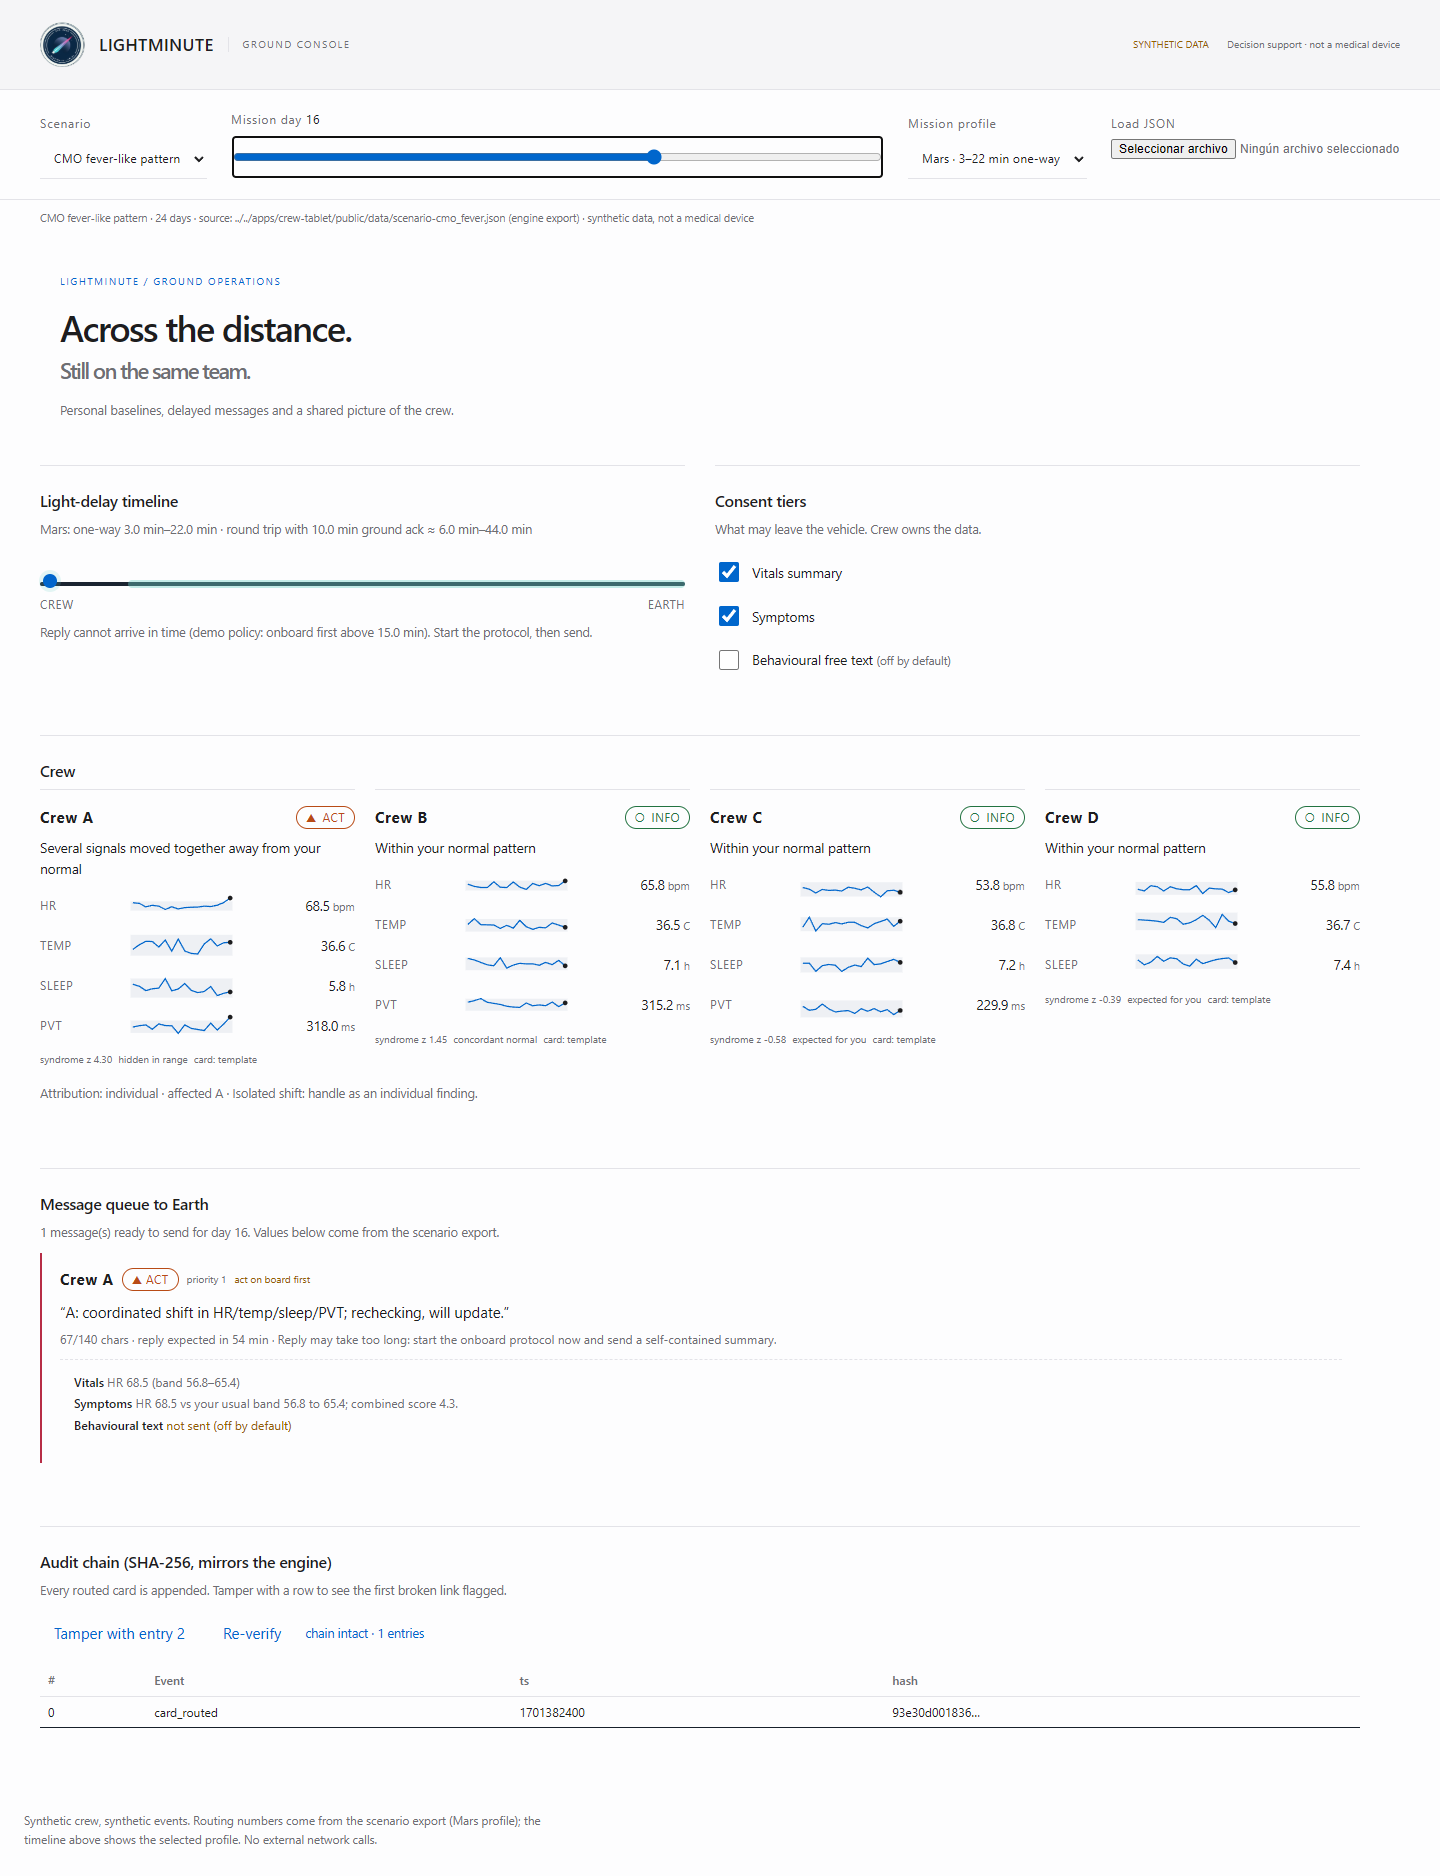 LIGHTMINUTE
GROUND CONSOLE
SYNTHETIC DATA
Decision support · not a medical device
Scenario
CMO fever-like pattern
Mission day 16
Mission profile
Mars · 3–22 min one-way
Load JSON
Seleccionar archivo Ningún archivo seleccionado
CMO fever-like pattern · 24 days · source: ../../apps/crew-tablet/public/data/scenario-cmo_fever.json (engine export) · synthetic data, not a medical device
LIGHTMINUTE / GROUND OPERATIONS
Across the distance.
Still on the same team.
Personal baselines, delayed messages and a shared picture of the crew.
Light-delay timeline
Mars: one-way 3.0 min–22.0 min · round trip with 10.0 min ground ack ≈ 6.0 min–44.0 min
CREW
EARTH
Reply cannot arrive in time (demo policy: onboard first above 15.0 min). Start the protocol, then send.
Consent tiers
What may leave the vehicle. Crew owns the data.
Vitals summary
Symptoms
Behavioural free text (off by default)
Crew
Crew A
▲ ACT
Several signals moved together away from your
normal
HR 68.5 bpm
TEMP 36.6 C
SLEEP 5.8 h
PVT 318.0 ms
syndrome z 4.30 hidden in range card: template
Crew B
○ INFO
Within your normal pattern
HR 65.8 bpm
TEMP 36.5 C
SLEEP 7.1 h
PVT 315.2 ms
syndrome z 1.45 concordant normal card: template
Crew C
○ INFO
Within your normal pattern
HR 53.8 bpm
TEMP 36.8 C
SLEEP 7.2 h
PVT 229.9 ms
syndrome z -0.58 expected for you card: template
Crew D
○ INFO
Within your normal pattern
HR 55.8 bpm
TEMP 36.7 C
SLEEP 7.4 h
syndrome z -0.39 expected for you card: template
Attribution: individual · affected A · Isolated shift: handle as an individual finding.
Message queue to Earth
1 message(s) ready to send for day 16. Values below come from the scenario export.
Crew A ▲ ACT priority 1 act on board first
“A: coordinated shift in HR/temp/sleep/PVT; rechecking, will update.”
67/140 chars · reply expected in 54 min · Reply may take too long: start the onboard protocol now and send a self-contained summary.
Vitals HR 68.5 (band 56.8–65.4)
Symptoms HR 68.5 vs your usual band 56.8 to 65.4; combined score 4.3.
Behavioural text not sent (off by default)
Audit chain (SHA-256, mirrors the engine)
Every routed card is appended. Tamper with a row to see the first broken link flagged.
Tamper with entry 2 Re-verify chain intact · 1 entries
# Event ts hash
0 card_routed 1701382400 93e30d001836…
Synthetic crew, synthetic events. Routing numbers come from the scenario export (Mars profile); the
timeline above shows the selected profile. No external network calls.